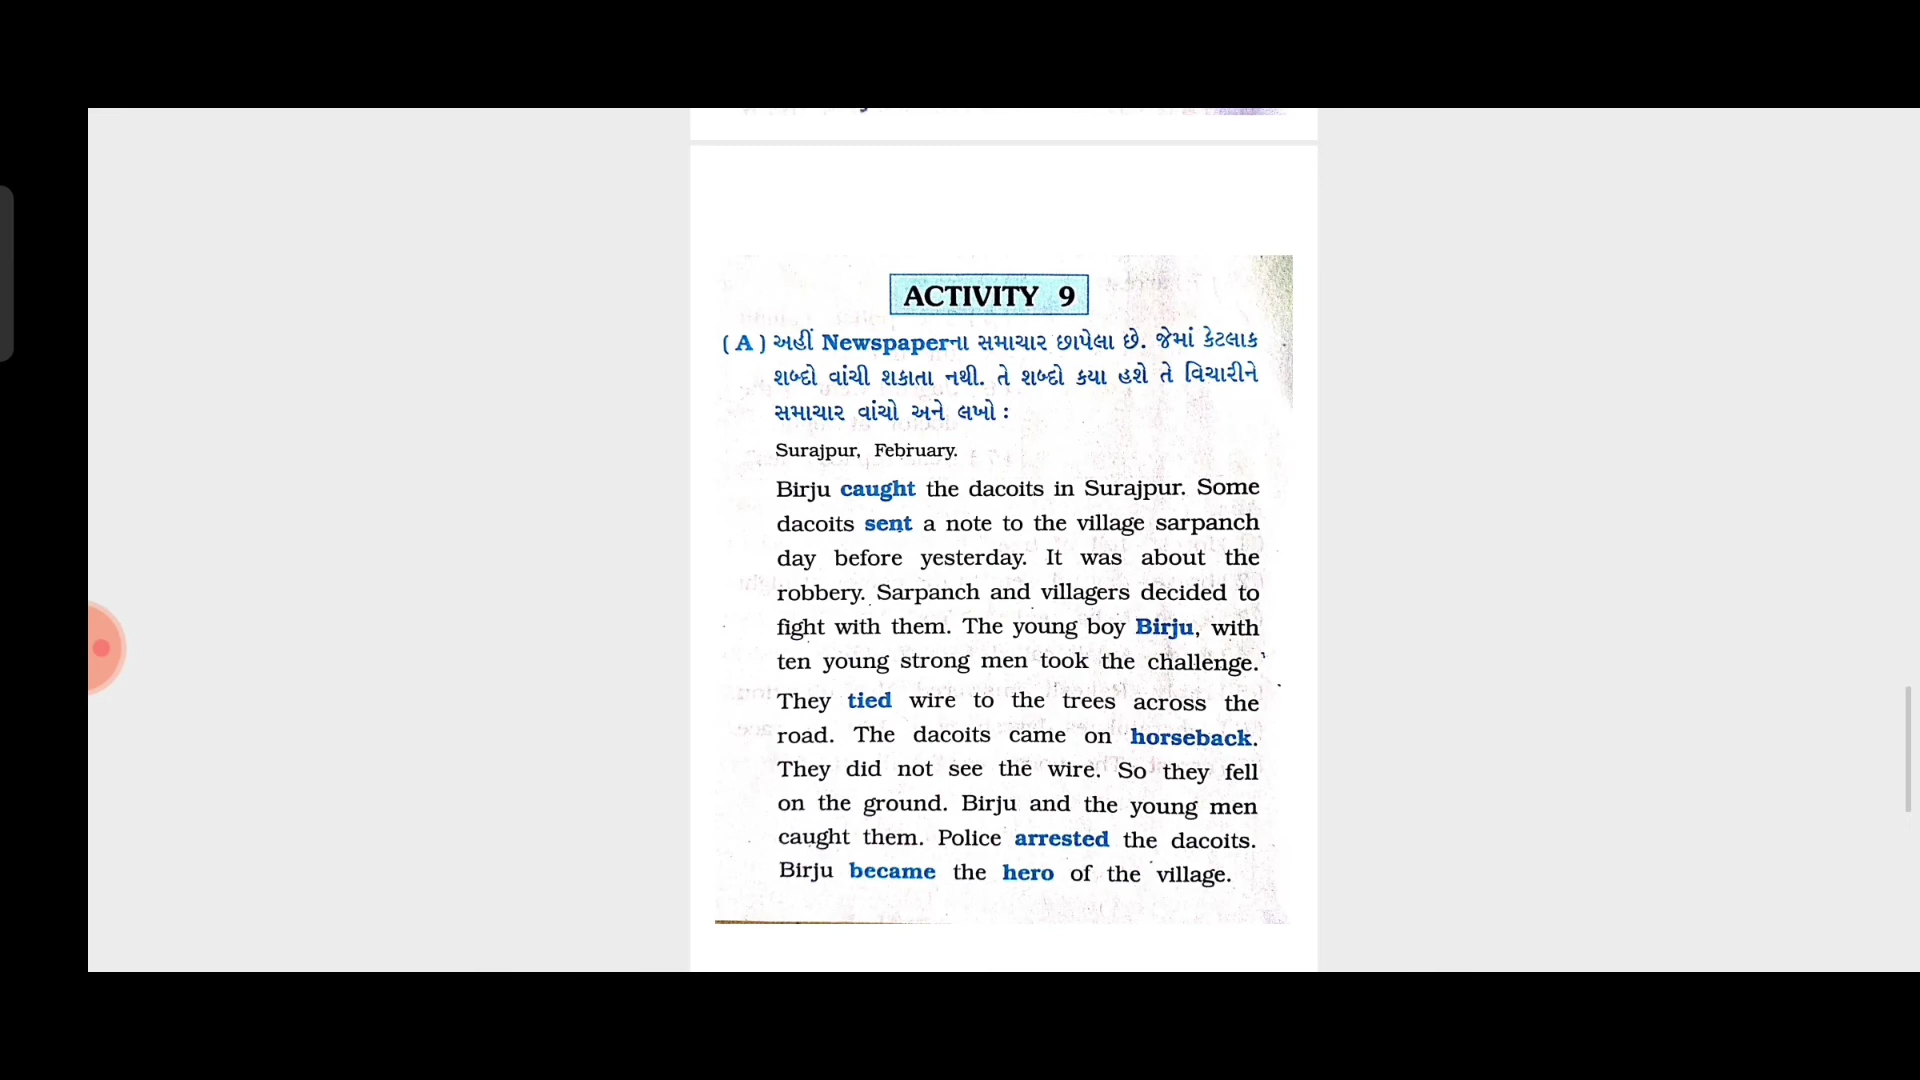 ACTIVITY 9
( A ) અહીં Newspaperના સમાચાર છાપેલા છે. જેમાં કેટલાક
શબ્દો વાંચી શકાતા નથી. તે શબ્દો કયા હશે તે વિચારીને
સમાચાર વાંચો અને લખો :
Surajpur, February.
Birju caught the dacoits in Surajpur. Some
dacoits sent a note to the village sarpanch
day before yesterday. It was about the
robbery. Sarpanch and villagers decided to
fight with them. The young boy Birju, with
ten young strong men took the challenge.
They tied wire to the trees across the
road. The dacoits came on horseback.
They did not see the wire. So they fell
on the ground. Birju and the young men
caught them. Police arrested the dacoits.
Birju became the hero of the village.